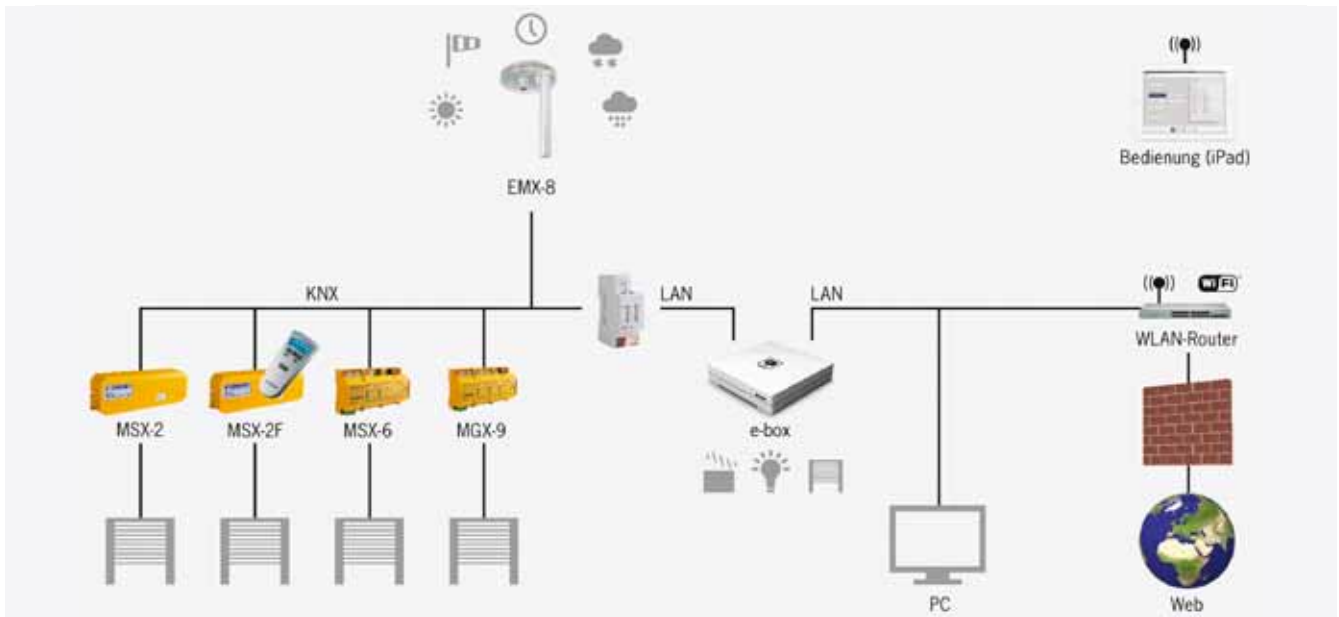 EMX-8
Bedienung (iPad)
KNX
LAN
LAN
WiFi
WLAN-Router
MSX-2
MSX-2F
MSX-6
MGX-9
e-box
PC
Web